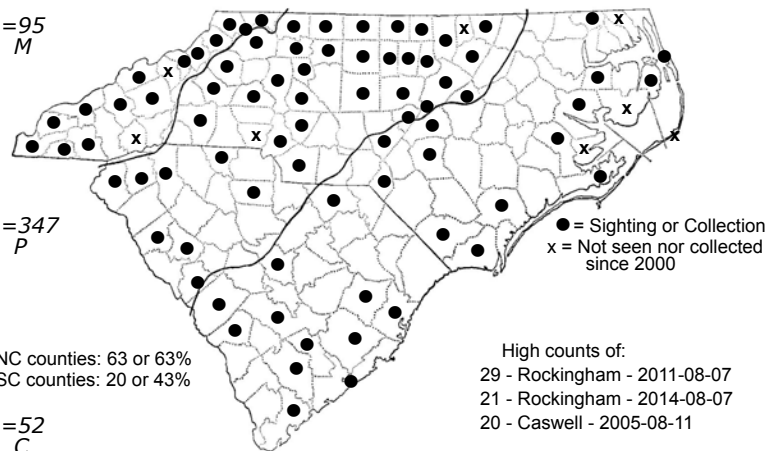 =95
M
=347
P
● = Sighting or Collection
x = Not seen nor collected
since 2000
NC counties: 63 or 63%
SC counties: 20 or 43%
High counts of:
29 - Rockingham - 2011-08-07
21 - Rockingham - 2014-08-07
20 - Caswell - 2005-08-11
=52
C